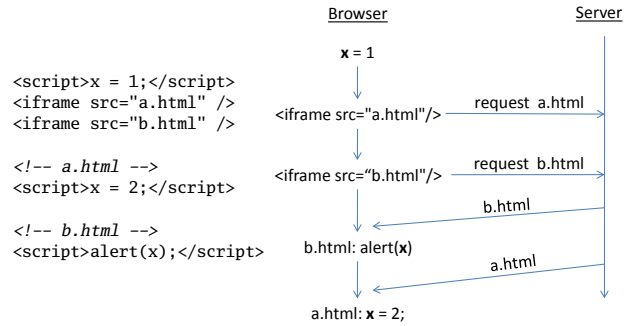 <script>x = 1;</script>
<iframe src="a.html" />
<iframe src="b.html" />
<!-- a.html -->
<script>x = 2;</script>
<!-- b.html -->
<script>alert(x);</script>
Browser
Server
x = 1
<iframe src="a.html"/>
request a.html
<iframe src=“b.html"/>
request b.html
b.html
b.html: alert(x)
a.html
a.html: x = 2;